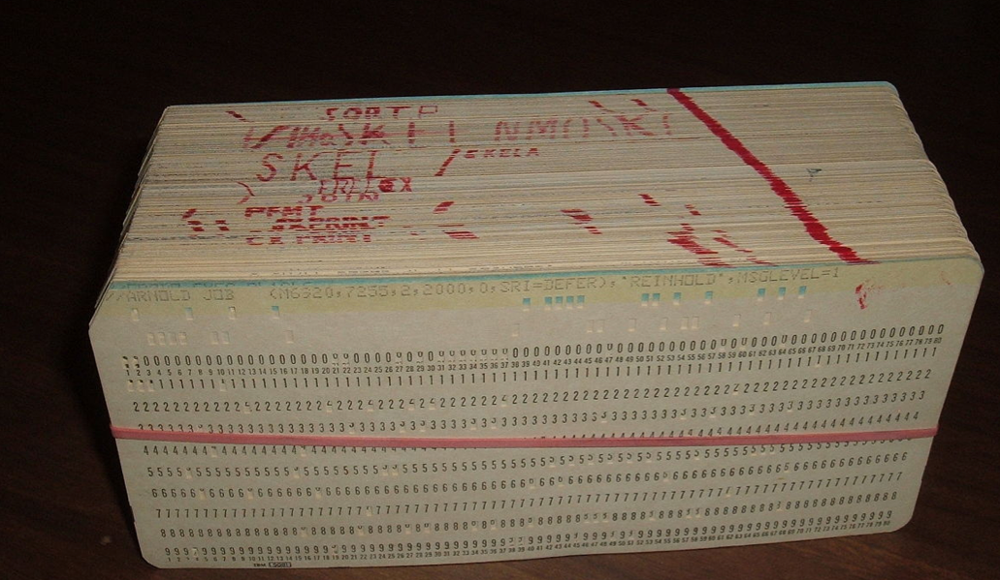 SORT P
SKEL NMO\SKI
SKEL /SKELA
PFMT
EXPRINT
CX PRINT
//ARNOLD JOB (M6920,7255,2,2000,0,SRI=DEFER),'REINHOLD',MSGLEVEL=1
00000000000000000000000000000000000000000000000000000000000000000000000000000000
1 2 3 4 5 6 7 8 9 10 11 12 13 14 15 16 17 18 19 20 21 22 23 24 25 26 27 28 29 30 31 32 33 34 35 36 37 38 39 40 41 42 43 44 45 46 47 48 49 50 51 52 53 54 55 56 57 58 59 60 61 62 63 64 65 66 67 68 69 70 71 72 73 74 75 76 77 78 79 80
11111111111111111111111111111111111111111111111111111111111111111111111111111111
22222222222222222222222222222222222222222222222222222222222222222222222222222222
33333333333333333333333333333333333333333333333333333333333333333333333333333333
44444444444444444444444444444444444444444444444444444444444444444444444444444444
55555555555555555555555555555555555555555555555555555555555555555555555555555555
66666666666666666666666666666666666666666666666666666666666666666666666666666666
77777777777777777777777777777777777777777777777777777777777777777777777777777777
88888888888888888888888888888888888888888888888888888888888888888888888888888888
99999999999999999999999999999999999999999999999999999999999999999999999999999999
1 2 3 4 5 6 7 8 9 10 11 12 13 14 15 16 17 18 19 20 21 22 23 24 25 26 27 28 29 30 31 32 33 34 35 36 37 38 39 40 41 42 43 44 45 46 47 48 49 50 51 52 53 54 55 56 57 58 59 60 61 62 63 64 65 66 67 68 69 70 71 72 73 74 75 76 77 78 79 80
IBM 5081